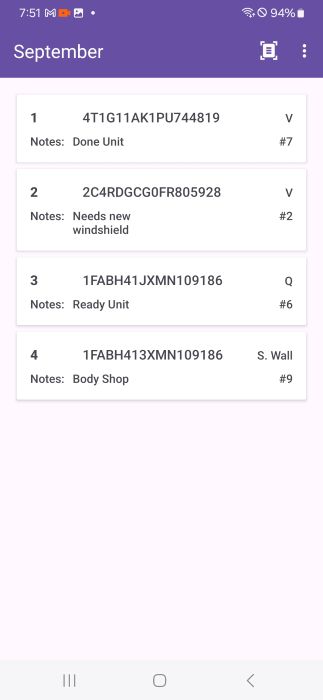 7:51 94%
September
1 4T1G11AK1PU744819 V
Notes: Done Unit #7
2 2C4RDGCG0FR805928 V
Notes: Needs new #2
windshield
3 1FABH41JXMN109186 Q
Notes: Ready Unit #6
4 1FABH413XMN109186 S. Wall
Notes: Body Shop #9